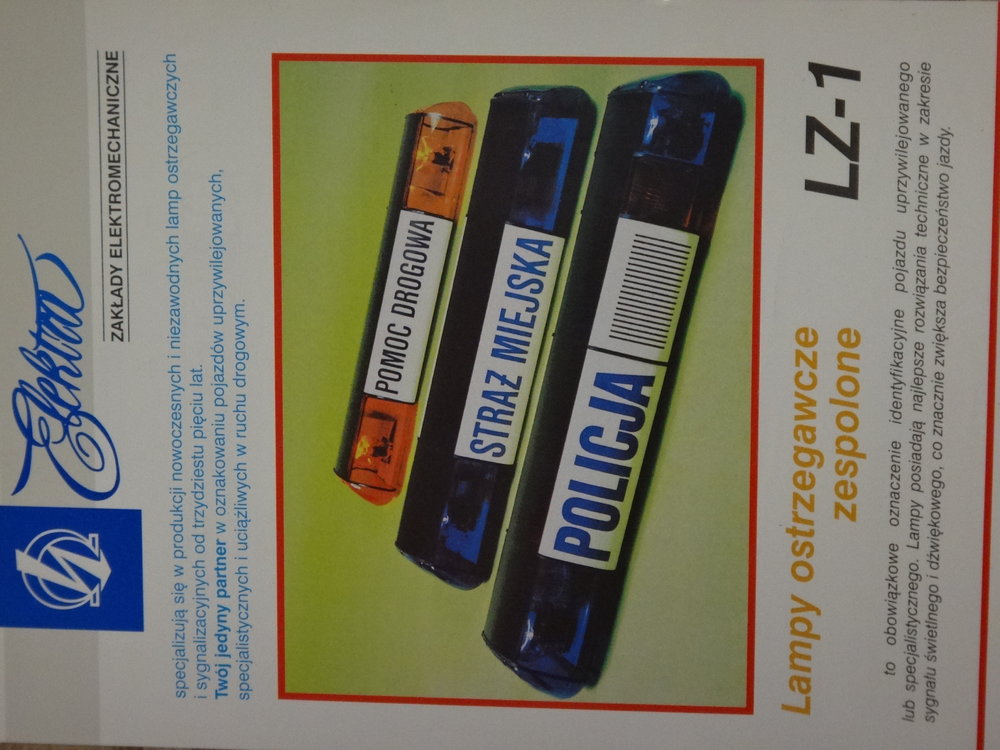 Elektra
ZAKŁADY ELEKTROMECHANICZNE
specjalizują się w produkcji nowoczesnych i niezawodnych lamp ostrzegawczych
i sygnalizacyjnych od trzydziestu pięciu lat.
Twój jedyny partner w oznakowaniu pojazdów uprzywilejowanych,
specjalistycznych i uciążliwych w ruchu drogowym.
POMOC DROGOWA
STRAŻ MIEJSKA
POLICJA
Lampy ostrzegawcze
zespolone
LZ-1
to obowiązkowe oznaczenie identyfikacyjne pojazdu uprzywilejowanego
lub specjalistycznego. Lampy posiadają najlepsze rozwiązania techniczne w zakresie
sygnału świetlnego i dźwiękowego, co znacznie zwiększa bezpieczeństwo jazdy.